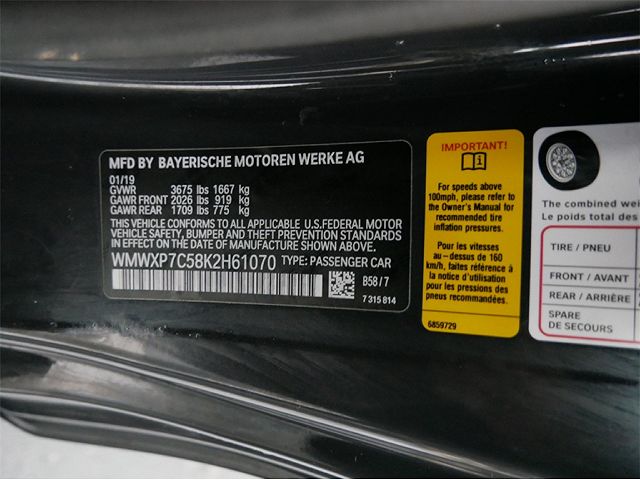 MFD BY BAYERISCHE MOTOREN WERKE AG
01/19
GVWR 3675 lbs 1667 kg
GAWR FRONT 2026 lbs 919 kg
GAWR REAR 1709 lbs 775 kg
THIS VEHICLE CONFORMS TO ALL APPLICABLE U.S.FEDERAL MOTOR
VEHICLE SAFETY, BUMPER, AND THEFT PREVENTION STANDARDS IN
EFFECT ON THE DATE OF MANUFACTURE SHOWN ABOVE.
WMWXP7C58K2H61070 TYPE: PASSENGER CAR
B58 / 7
7 315 814
IMPORTANT!
For speeds above
100mph, please refer to
the Owner's Manual for
recommended tire
inflation pressures.
Pour les vitesses
au-dessus de 160
km/h, faites référence à
la notice d'utilisation
pour les pressions des
pneus recommandées.
6859729
The combined wei
Le poids total des
TIRE / PNEU
FRONT / AVANT
REAR / ARRIÈRE
SPARE
DE SECOURS